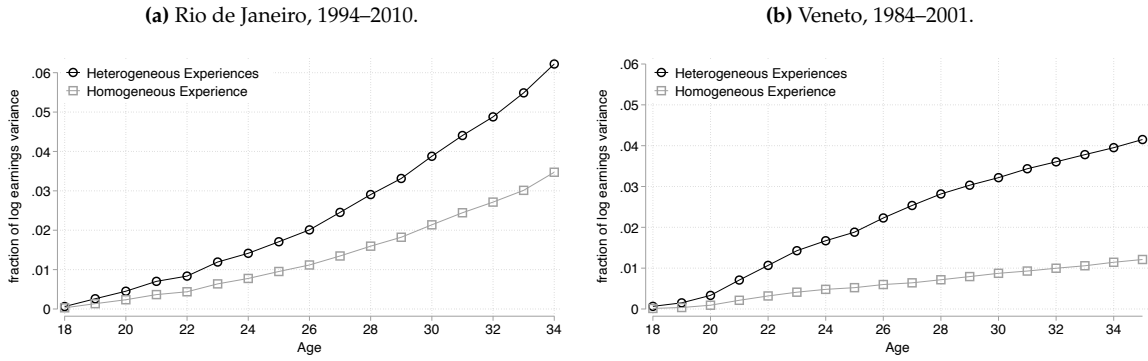 (a) Rio de Janeiro, 1994–2010.
fraction of log earnings variance
.06
.05
.04
.03
.02
.01
0
Heterogeneous Experiences
Homogeneous Experience
18 20 22 24 26 28 30 32 34
Age
(b) Veneto, 1984–2001.
fraction of log earnings variance
.06
.05
.04
.03
.02
.01
0
Heterogeneous Experiences
Homogeneous Experience
18 20 22 24 26 28 30 32 34
Age